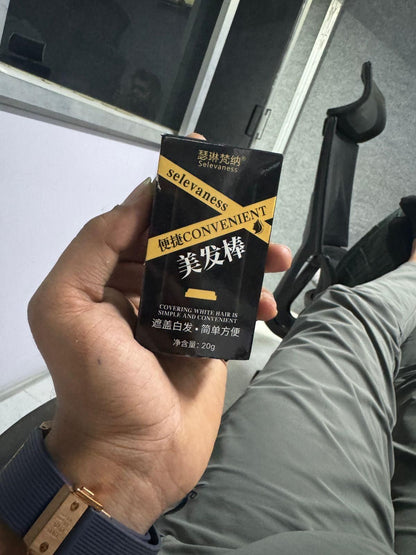 瑟琳梵纳®
Selevaness
selevaness
便捷CONVENIENT
美发棒
COVERING WHITE HAIR IS
SIMPLE AND CONVENIENT
遮盖白发•简单方便
净含量：20g